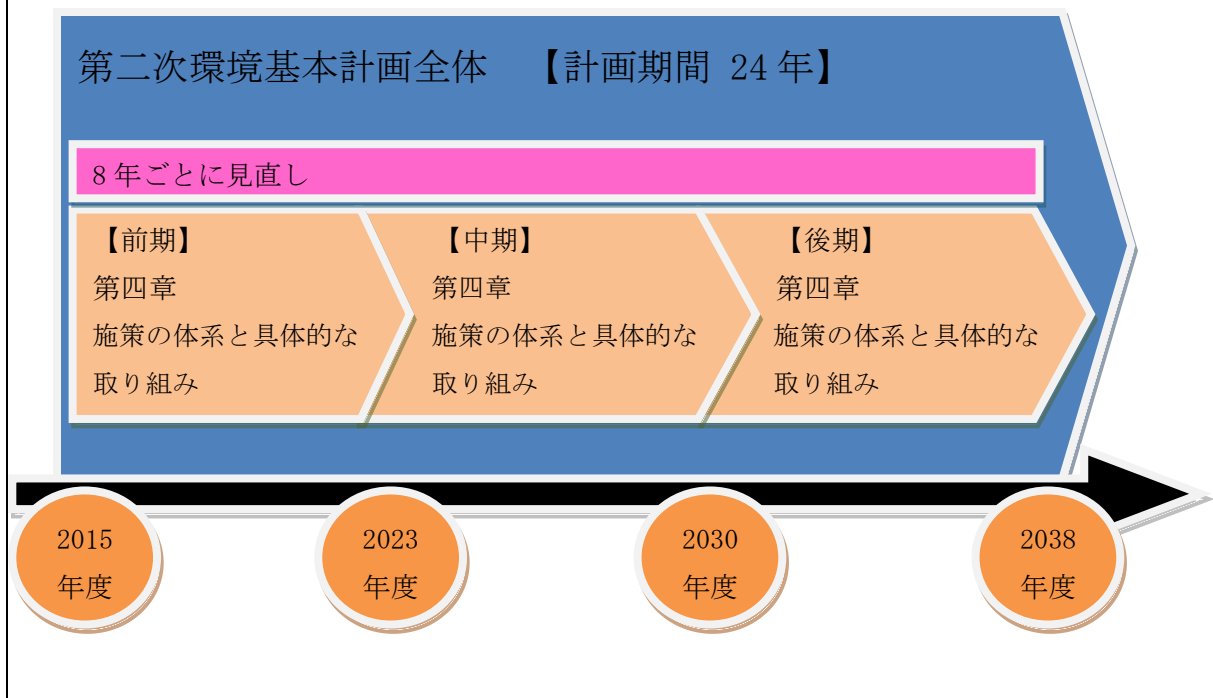 第二次環境基本計画全体 【計画期間 24年】
8年ごとに見直し
【前期】
第四章
施策の体系と具体的な
取り組み
【中期】
第四章
施策の体系と具体的な
取り組み
【後期】
第四章
施策の体系と具体的な
取り組み
2015
年度
2023
年度
2030
年度
2038
年度